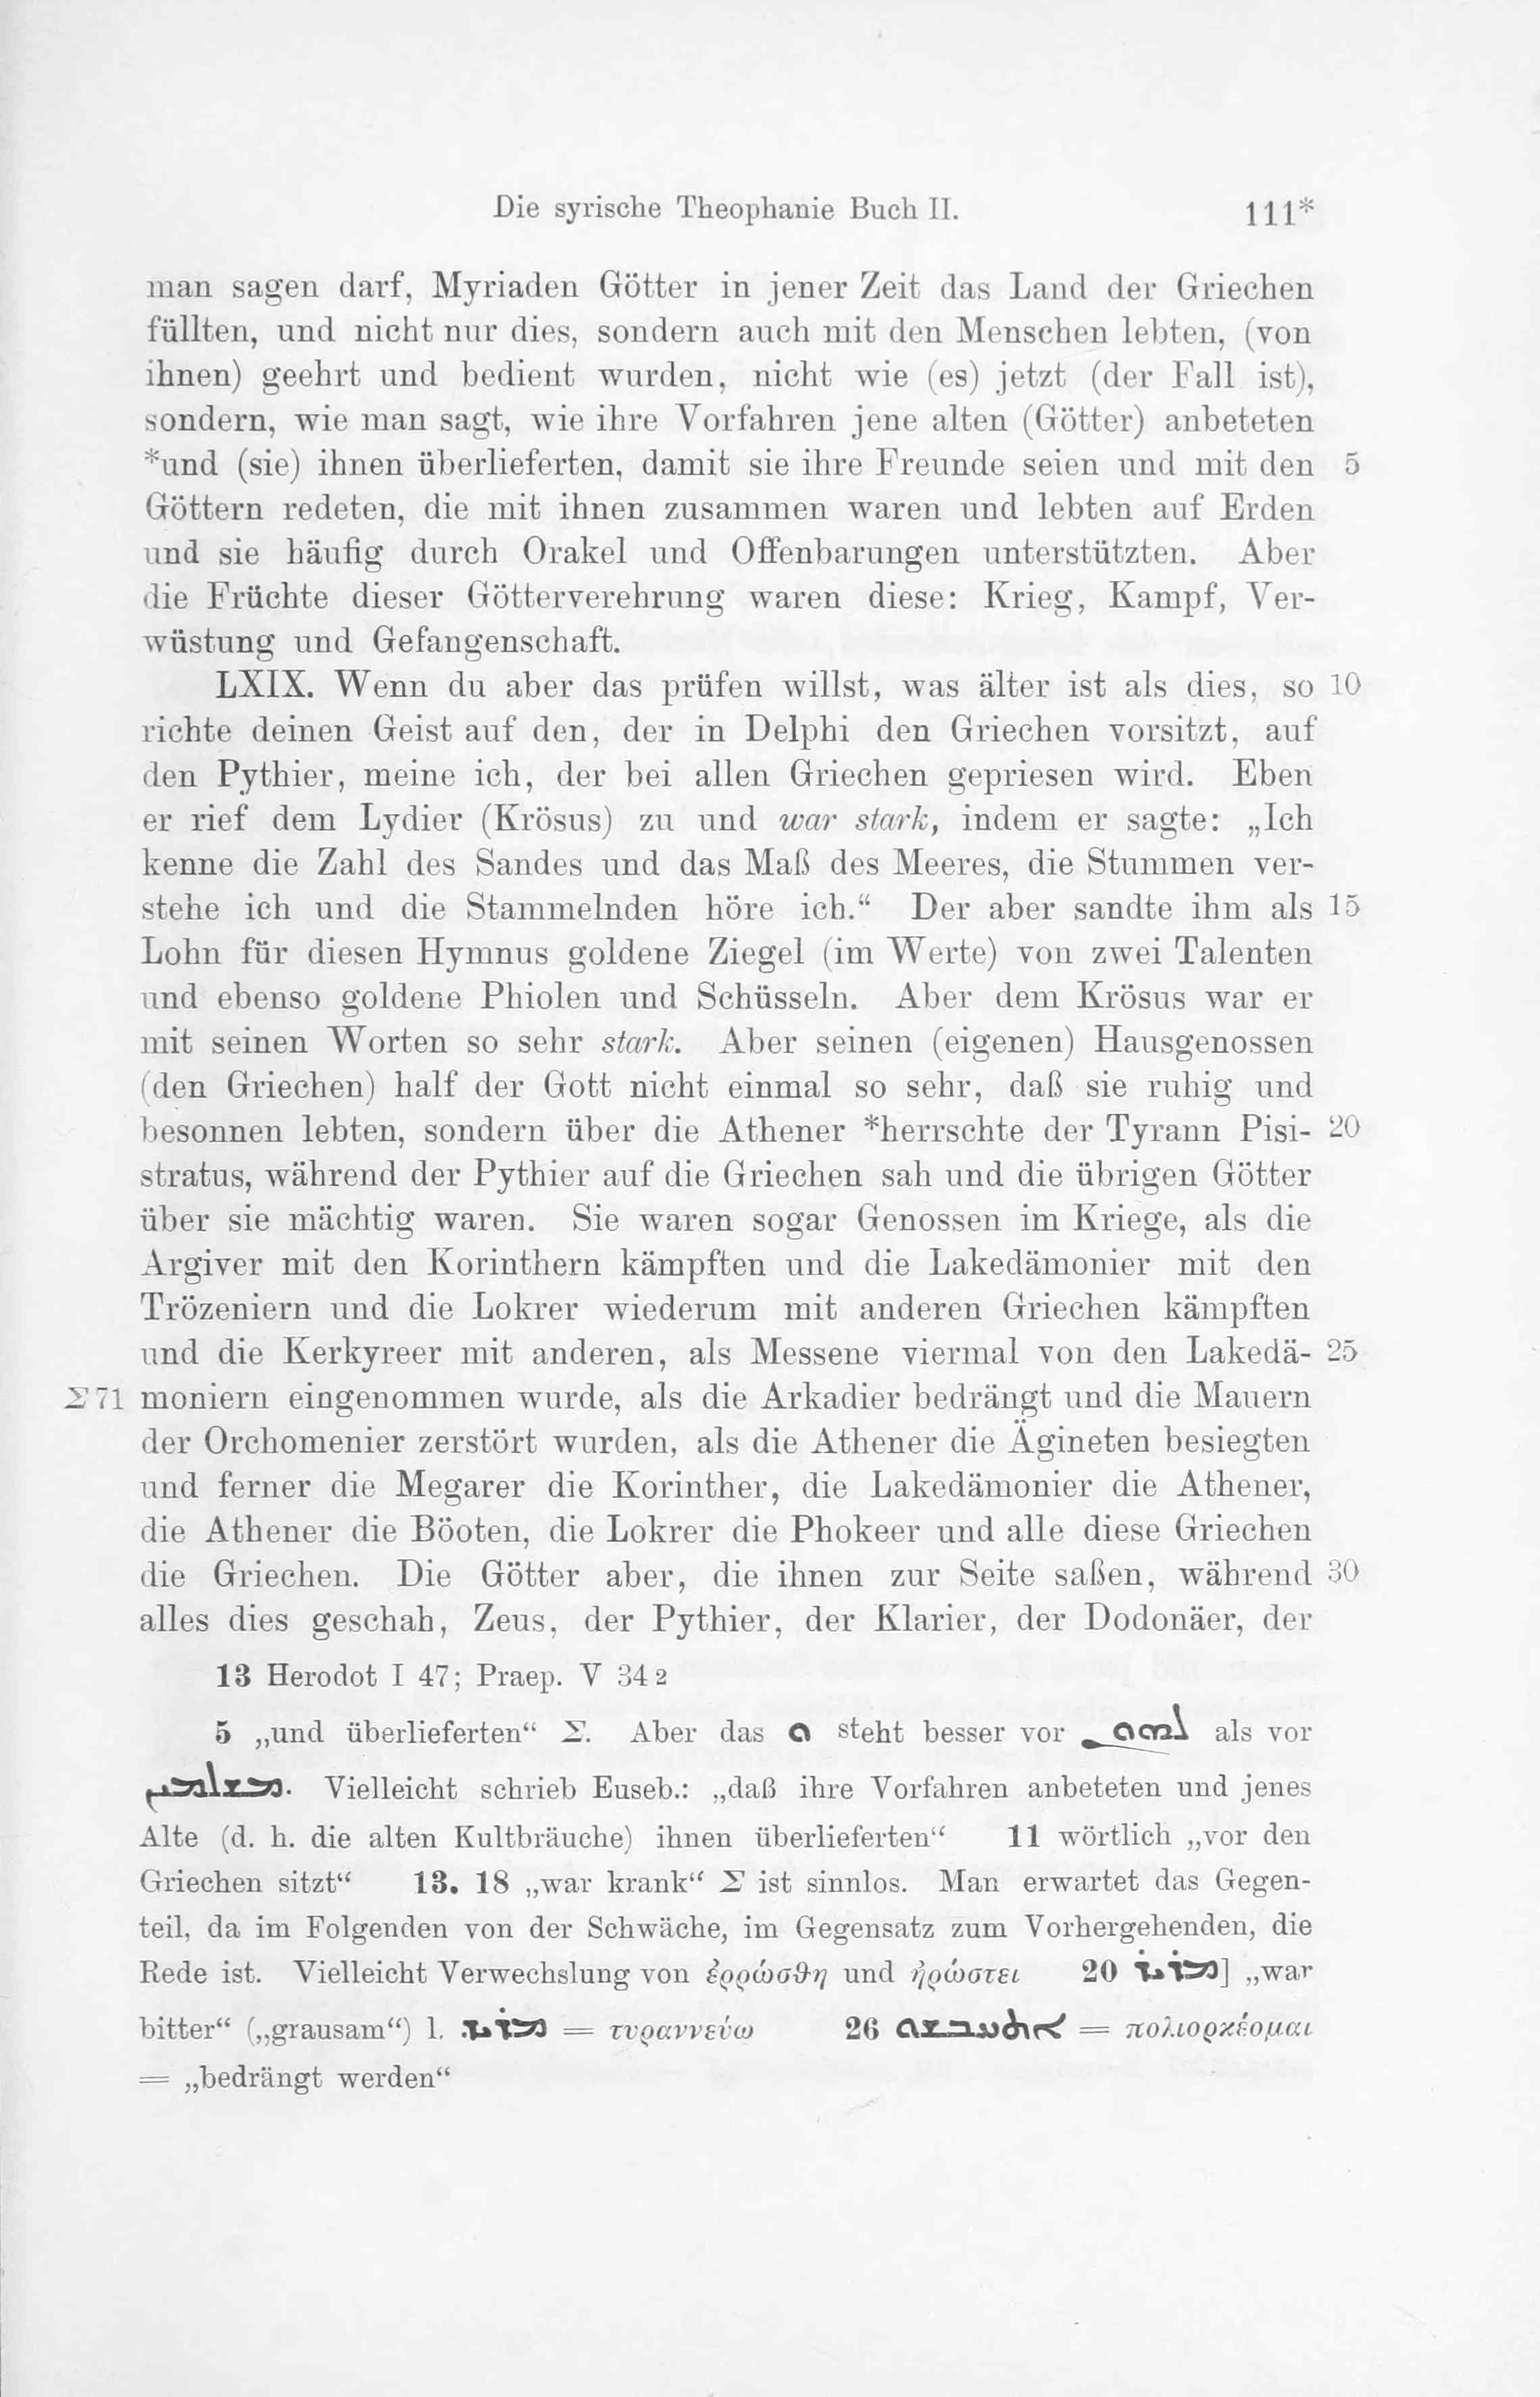 Die syrische Theophanie Buch II. 111*
man sagen darf, Myriaden Götter in jener Zeit das Land der Griechen
füllten, und nicht nur dies, sondern auch mit den Menschen lebten, (von
ihnen) geehrt und bedient wurden, nicht wie (es) jetzt (der Fall ist),
sondern, wie man sagt, wie ihre Vorfahren jene alten (Götter) anbeteten
*und (sie) ihnen überlieferten, damit sie ihre Freunde seien und mit den 5
Göttern redeten, die mit ihnen zusammen waren und lebten auf Erden
und sie häufig durch Orakel und Offenbarungen unterstützten. Aber
die Früchte dieser Götterverehrung waren diese: Krieg, Kampf, Ver-
wüstung und Gefangenschaft.
LXIX. Wenn du aber das prüfen willst, was älter ist als dies, so 10
richte deinen Geist auf den, der in Delphi den Griechen vorsitzt, auf
den Pythier, meine ich, der bei allen Griechen gepriesen wird. Eben
er rief dem Lydier (Krösus) zu und war stark, indem er sagte: „Ich
kenne die Zahl des Sandes und das Maß des Meeres, die Stummen ver-
stehe ich und die Stammelnden höre ich.“ Der aber sandte ihm als 15
Lohn für diesen Hymnus goldene Ziegel (im Werte) von zwei Talenten
und ebenso goldene Phiolen und Schüsseln. Aber dem Krösus war er
mit seinen Worten so sehr stark. Aber seinen (eigenen) Hausgenossen
(den Griechen) half der Gott nicht einmal so sehr, daß sie ruhig und
besonnen lebten, sondern über die Athener *herrschte der Tyrann Pisi- 20
stratus, während der Pythier auf die Griechen sah und die übrigen Götter
über sie mächtig waren. Sie waren sogar Genossen im Kriege, als die
Argiver mit den Korinthern kämpften und die Lakedämonier mit den
Trözeniern und die Lokrer wiederum mit anderen Griechen kämpften
und die Kerkyreer mit anderen, als Messene viermal von den Lakedä- 25
Σ 71 moniern eingenommen wurde, als die Arkadier bedrängt und die Mauern
der Orchomenier zerstört wurden, als die Athener die Ägineten besiegten
und ferner die Megarer die Korinther, die Lakedämonier die Athener,
die Athener die Böoten, die Lokrer die Phokeer und alle diese Griechen
die Griechen. Die Götter aber, die ihnen zur Seite saßen, während 30
alles dies geschah, Zeus, der Pythier, der Klarier, der Dodonäer, der
13 Herodot I 47; Praep. V 34 2
5 „und überlieferten“ Σ. Aber das ܘ steht besser vor ܠܗܘܢ als vor
ܡܫܠܡܝܢ. Vielleicht schrieb Euseb.: „daß ihre Vorfahren anbeteten und jenes
Alte (d. h. die alten Kultbräuche) ihnen überlieferten“ 11 wörtlich „vor den
Griechen sitzt“ 13. 18 „war krank“ Σ ist sinnlos. Man erwartet das Gegen-
teil, da im Folgenden von der Schwäche, im Gegensatz zum Vorhergehenden, die
Rede ist. Vielleicht Verwechslung von ἐρρώσθη und ἠρώστει 20 ܡܪܝܪ] „war
bitter“ („grausam“) l. ܡܪܝܕ = τυραννεύω 26 ܐܬܚܒܫܘ = πολιορκέομαι
= „bedrängt werden“